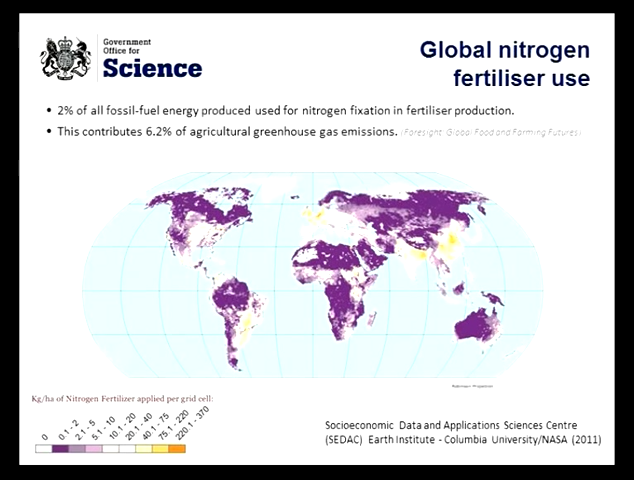 Government
Office for
Science
Global nitrogen
fertiliser use
• 2% of all fossil-fuel energy produced used for nitrogen fixation in fertiliser production.
• This contributes 6.2% of agricultural greenhouse gas emissions. (Foresight: Global Food and Farming Futures)
Kg/ha of Nitrogen Fertilizer applied per grid cell:
0
0.1 - 2
2.1 - 5
5.1 - 10
10.1 - 20
20.1 - 40
40.1 - 75
75.1 - 220
220.1 - 370
Socioeconomic Data and Applications Sciences Centre
(SEDAC) Earth Institute - Columbia University/NASA (2011)